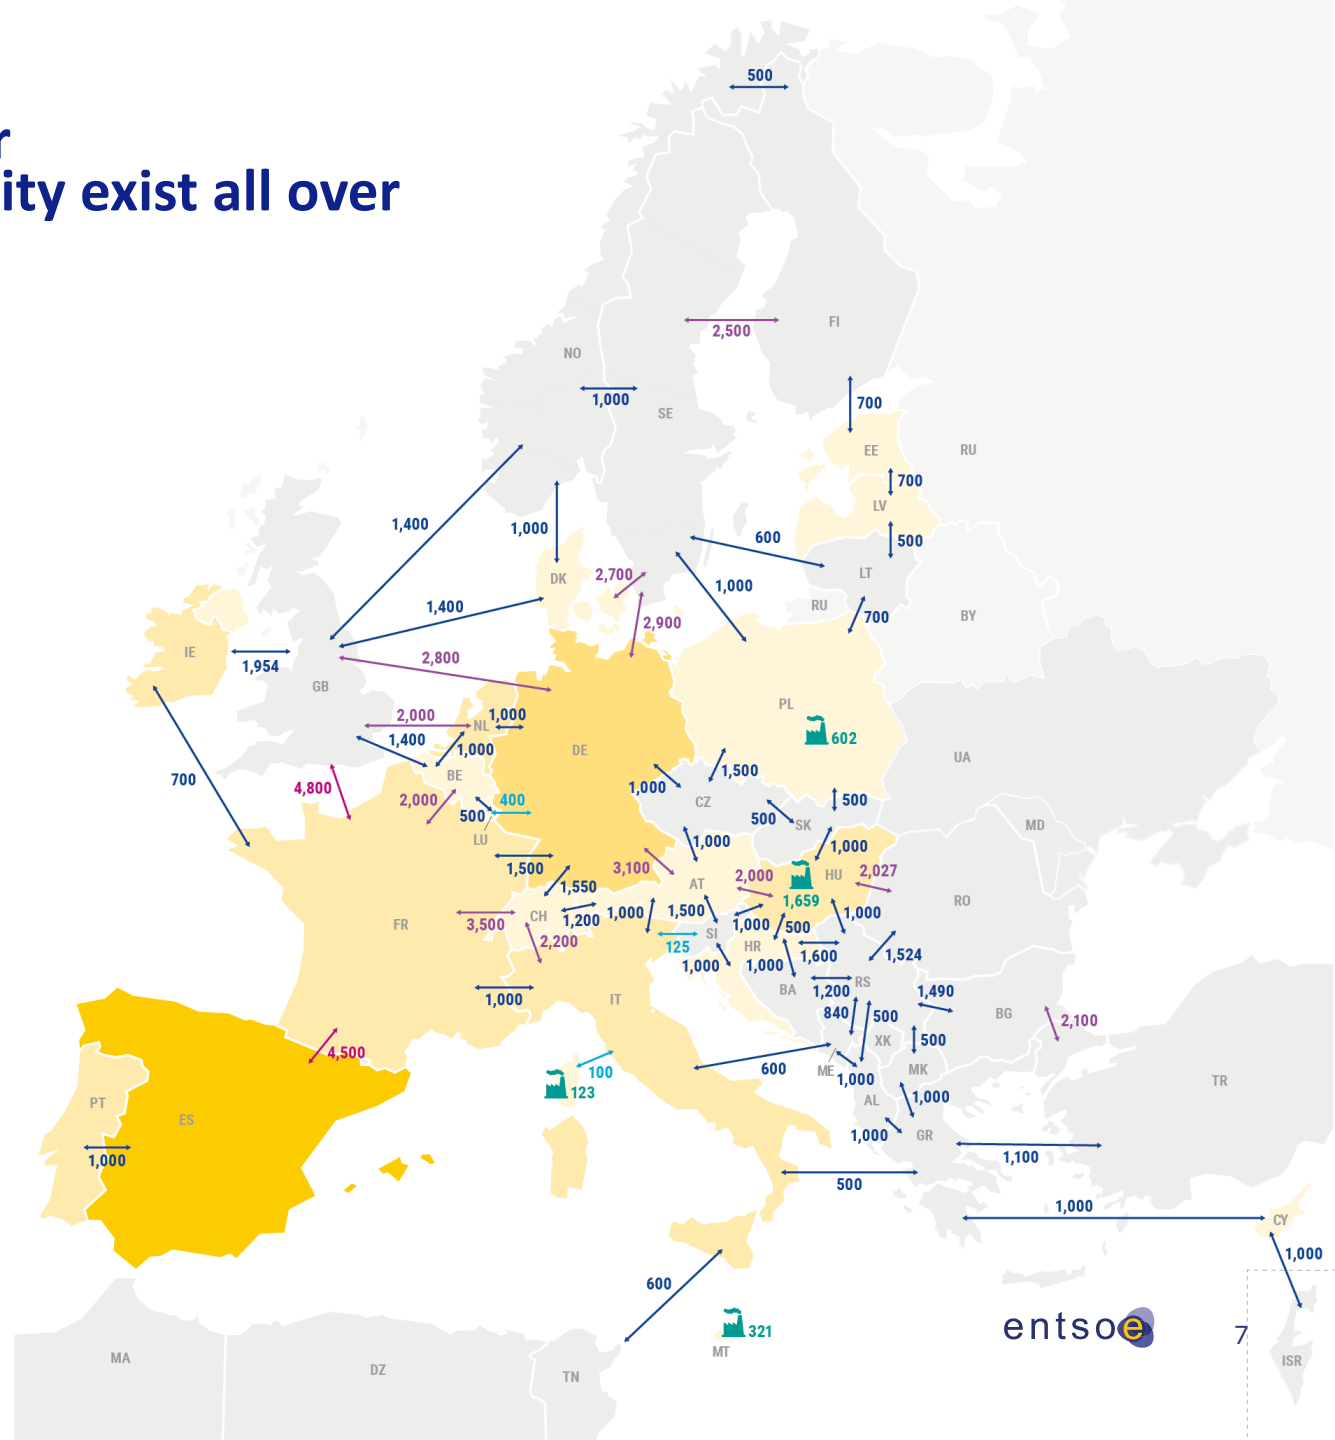 r
ity exist all over
500
FI
2,500
NO
1,000
SE
700
EE
RU
700
LV
1,400
1,000
600
500
DK
2,700
LT
1,000
RU
BY
1,400
700
2,900
IE
1,954
2,800
GB
PL
2,000
1,000
NL
602
1,400
1,000
DE
UA
700
4,800
BE
1,500
1,000
2,000
400
CZ
500
500
500
SK
MD
LU
1,000
1,000
1,500
3,100
HU
2,027
1,550
AT
2,000
1,659
RO
CH
1,200
1,000
1,500
1,000
1,000
3,500
FR
SI
500
2,200
125
HR
1,600
1,524
1,000
1,000
RS
BA
1,200
1,490
1,000
IT
840
500
BG
2,100
4,500
XK
500
600
ME
1,000
MK
TR
100
123
1,000
AL
PT
ES
1,000
GR
1,000
1,100
500
1,000
CY
1,000
600
321
MT
entsoe
7
MA
DZ
TN
ISR